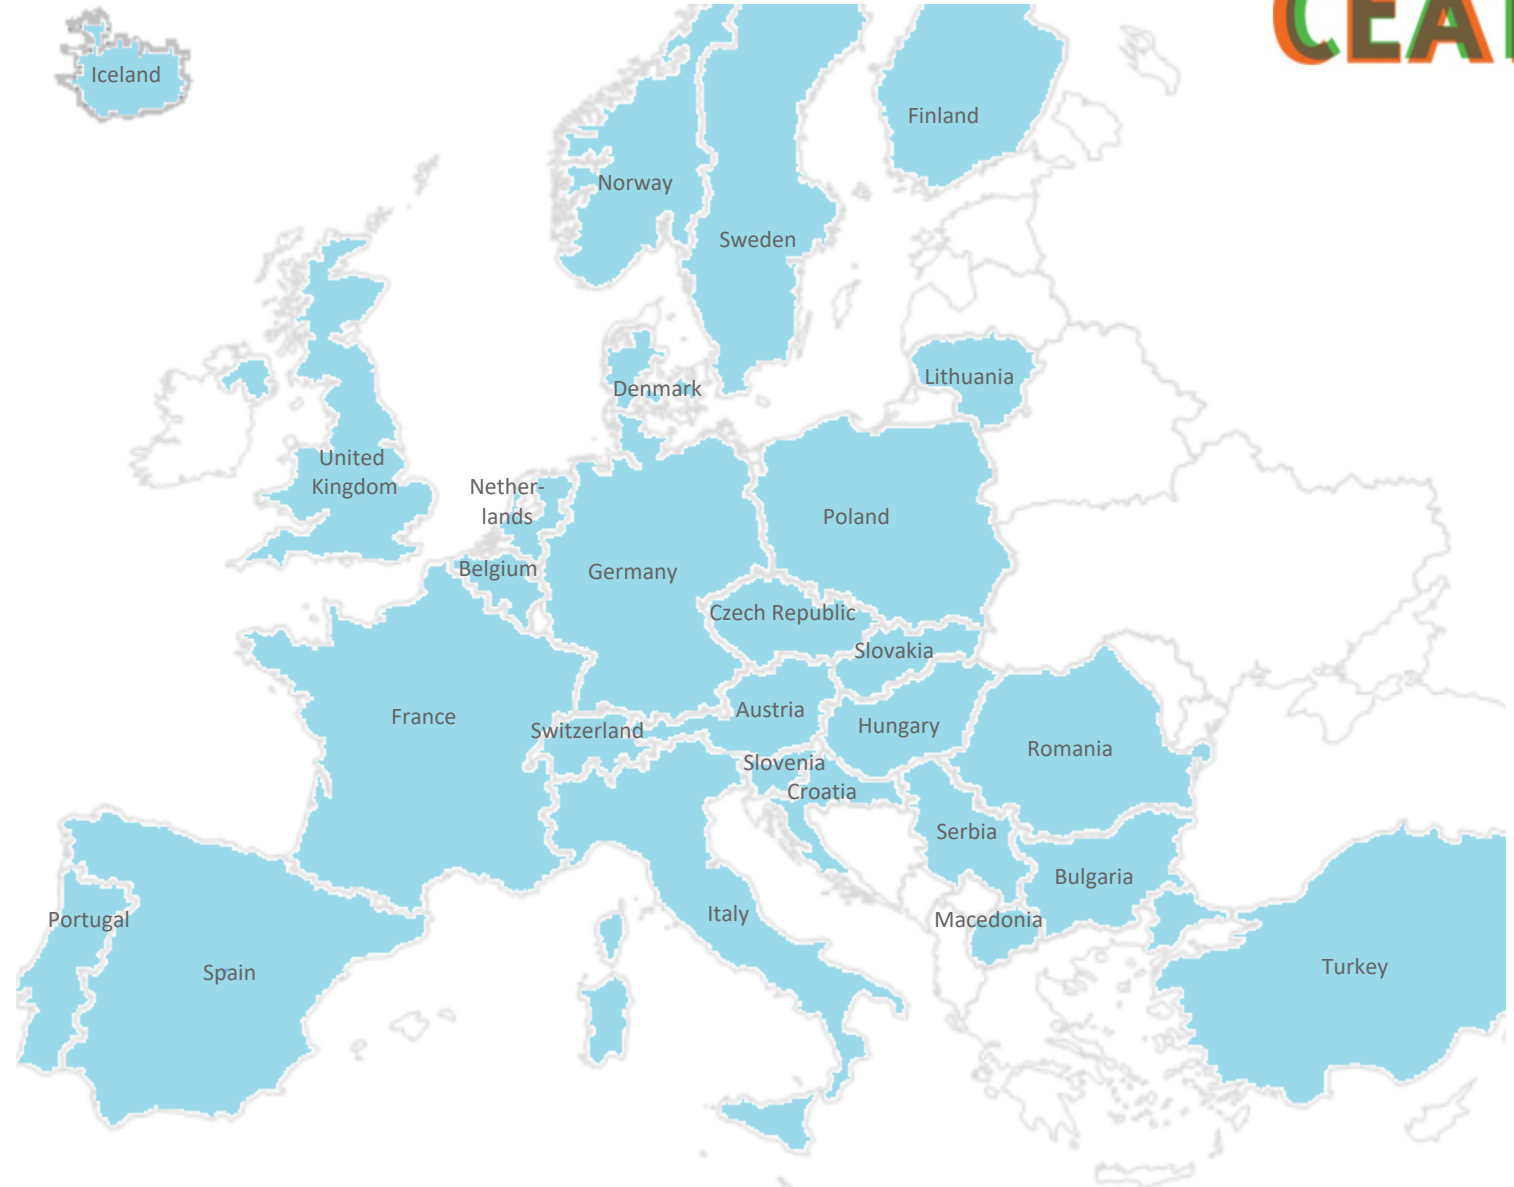 CEA
Iceland
Finland
Norway
Sweden
Lithuania
Denmark
United
Kingdom
Nether-
lands
Poland
Belgium
Germany
Czech Republic
Slovakia
France
Austria
Switzerland
Hungary
Romania
Slovenia
Croatia
Serbia
Bulgaria
Portugal
Italy
Macedonia
Spain
Turkey